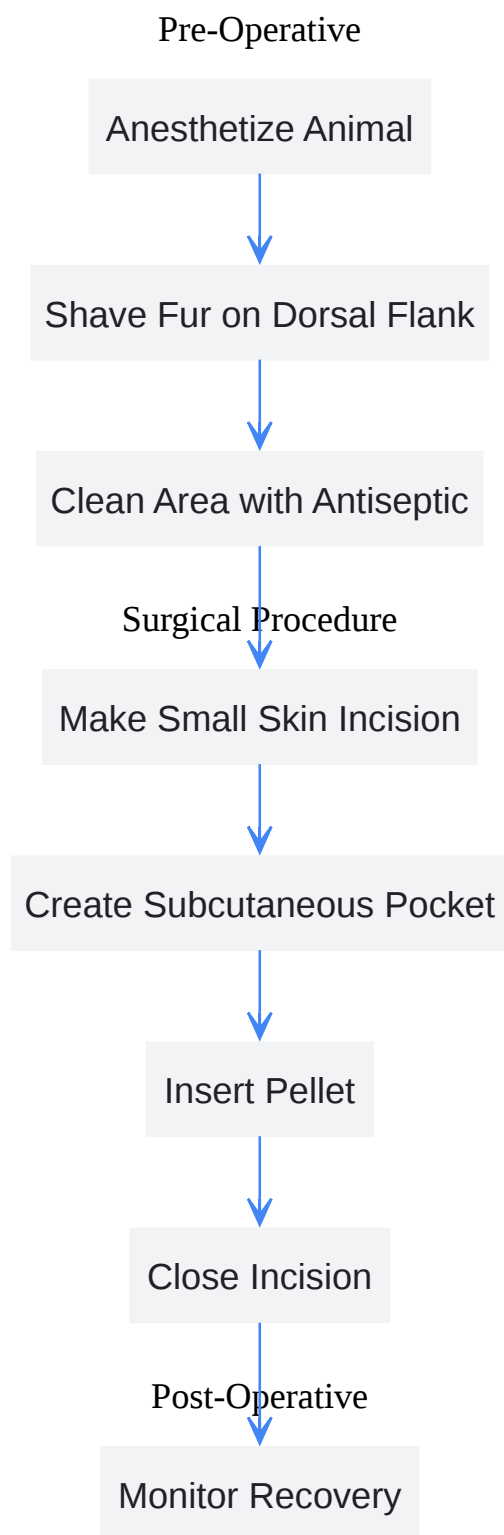 Pre-Operative
Anesthetize Animal
Shave Fur on Dorsal Flank
Clean Area with Antiseptic
Surgical Procedure
Make Small Skin Incision
Create Subcutaneous Pocket
Insert Pellet
Close Incision
Post-Operative
Monitor Recovery